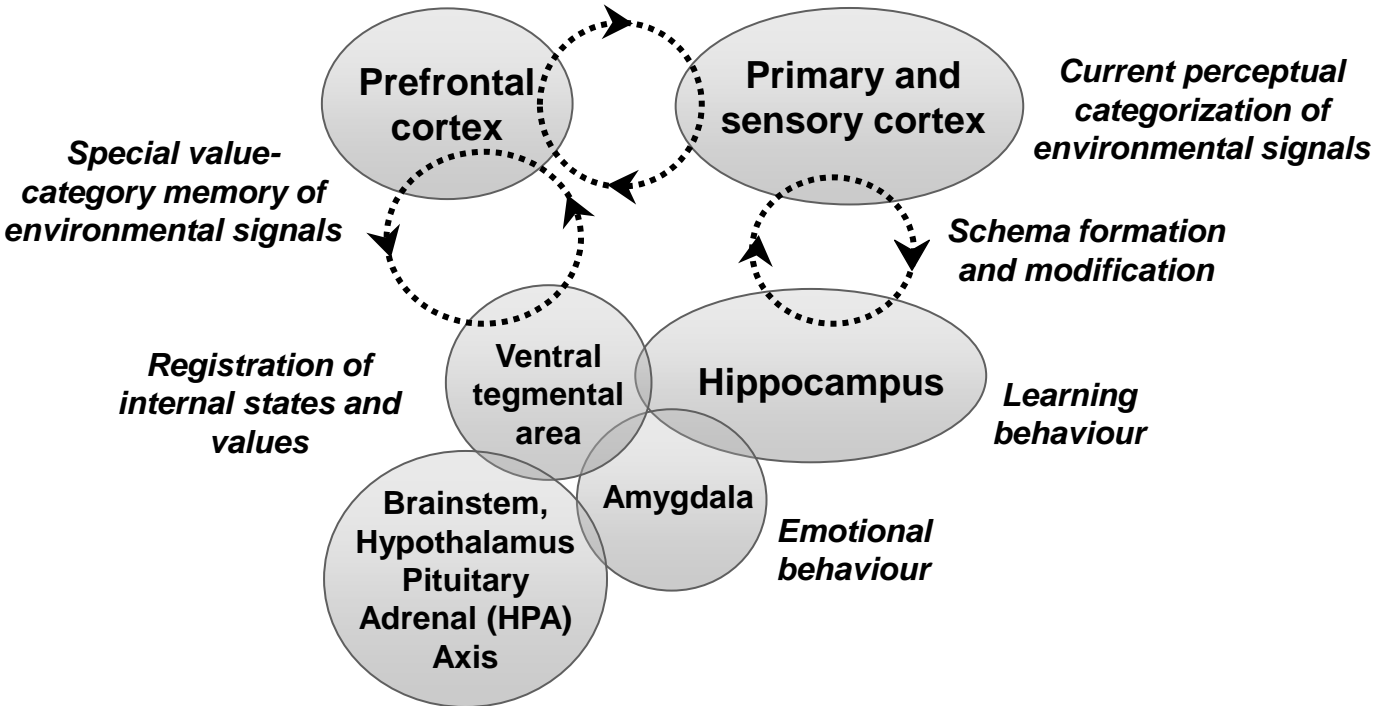 Prefrontal
cortex
Primary and
sensory cortex
Current perceptual
categorization of
environmental signals
Special value-
category memory of
environmental signals
Schema formation
and modification
Registration of
internal states and
values
Ventral
tegmental
area
Hippocampus
Learning
behaviour
Brainstem,
Hypothalamus
Pituitary
Adrenal (HPA)
Axis
Amygdala
Emotional
behaviour